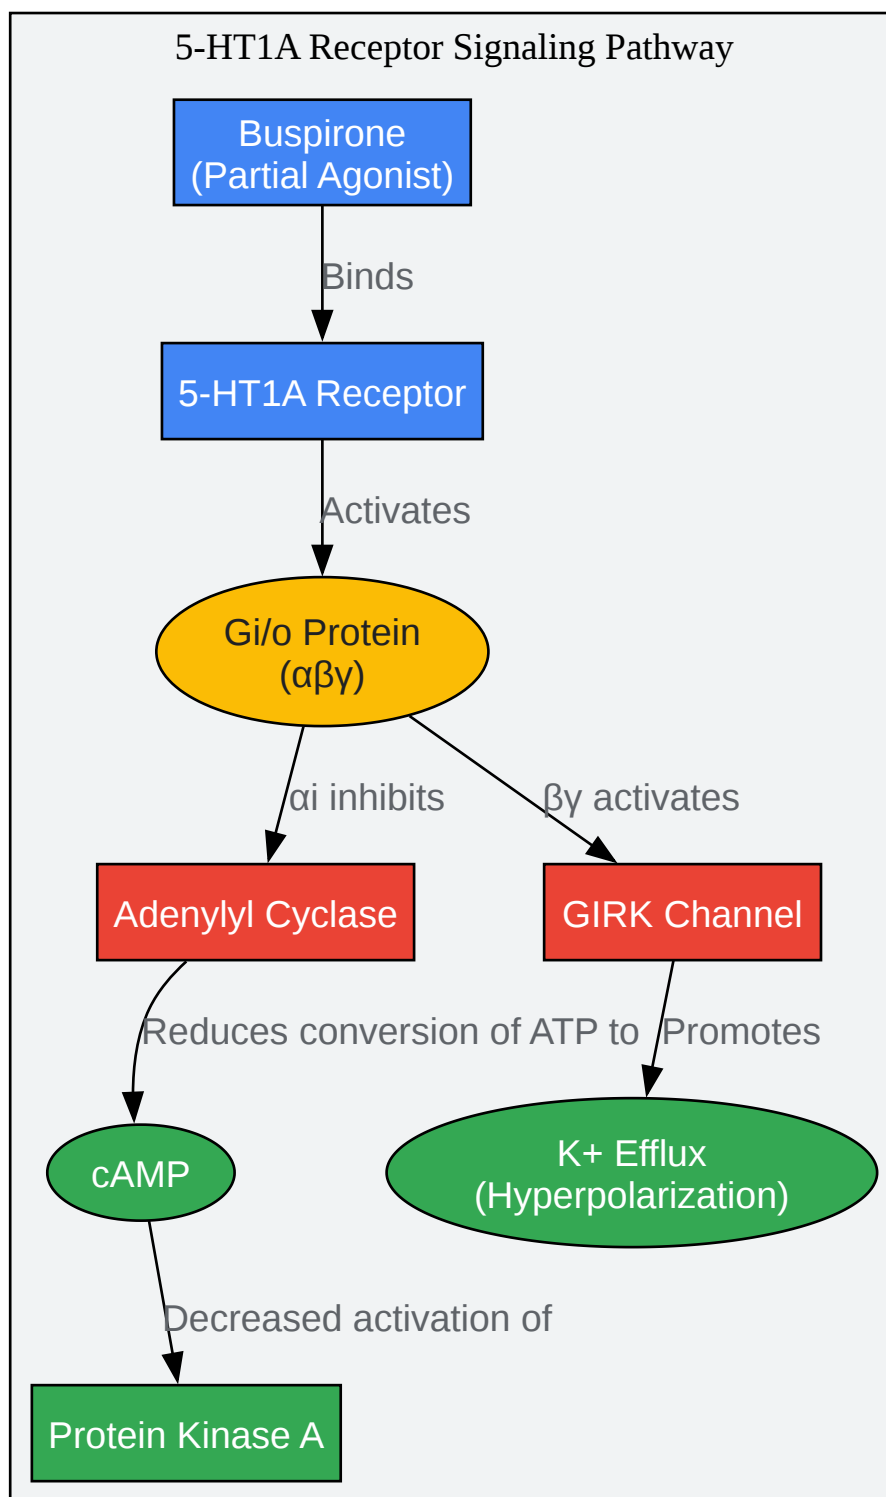 5-HT1A Receptor Signaling Pathway
Buspirone
(Partial Agonist)
Binds
5-HT1A Receptor
Activates
Gi/o Protein
(αβγ)
αi inhibits
βγ activates
Adenylyl Cyclase
GIRK Channel
Reduces conversion of ATP to
Promotes
cAMP
K+ Efflux
(Hyperpolarization)
Decreased activation of
Protein Kinase A